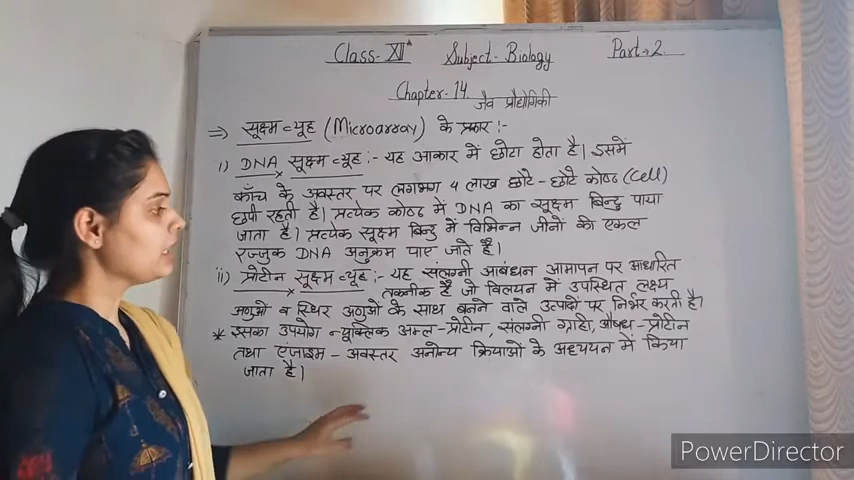 Class - XII Subject - Biology Part → 2.
Chapter - 14. जैव प्रौद्योगिकी
⇒ सूक्ष्म व्यूह (Microarray) के प्रकार :-
i) DNA सूक्ष्म व्यूह :- यह आकार में छोटा होता है। इसमें
काँच के अवस्तर पर लगभग 4 लाख छोटे - छोटे कोष्ठ (Cell)
छपी रहती है। प्रत्येक कोष्ठ में DNA का सूक्ष्म बिन्दु पाया
जाता है। प्रत्येक सूक्ष्म बिन्दु में विभिन्न जीनों की एकल
रज्जुक DNA अनुक्रम पाए जाते है।
ii) प्रोटीन सूक्ष्म व्यूह :- यह संलग्नी आबंधन आमापन पर आधारित
तकनीक है जो विलयन में उपस्थित लक्ष्य
अणुओं व स्थिर अणुओं के साथ बनने वाले उत्पादों पर निर्भर करती है।
* इसका उपयोग न्यूक्लिक अम्ल - प्रोटीन, संलग्नी ग्राही, औषध - प्रोटीन
तथा एंजाइम - अवस्तर अनोन्य क्रियाओं के अध्ययन में किया
जाता है।
PowerDirector